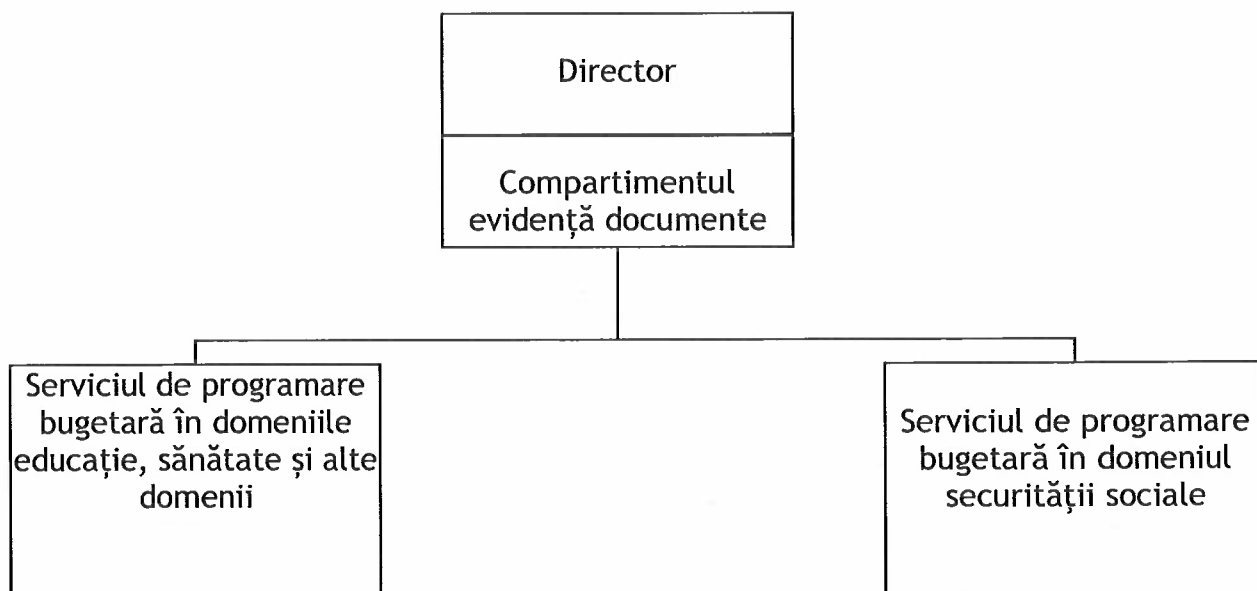 Director
Compartimentul
evidență documente
Serviciul de programare
bugetară în domeniile
educație, sănătate și alte
domenii
Serviciul de programare
bugetară în domeniul
securității sociale